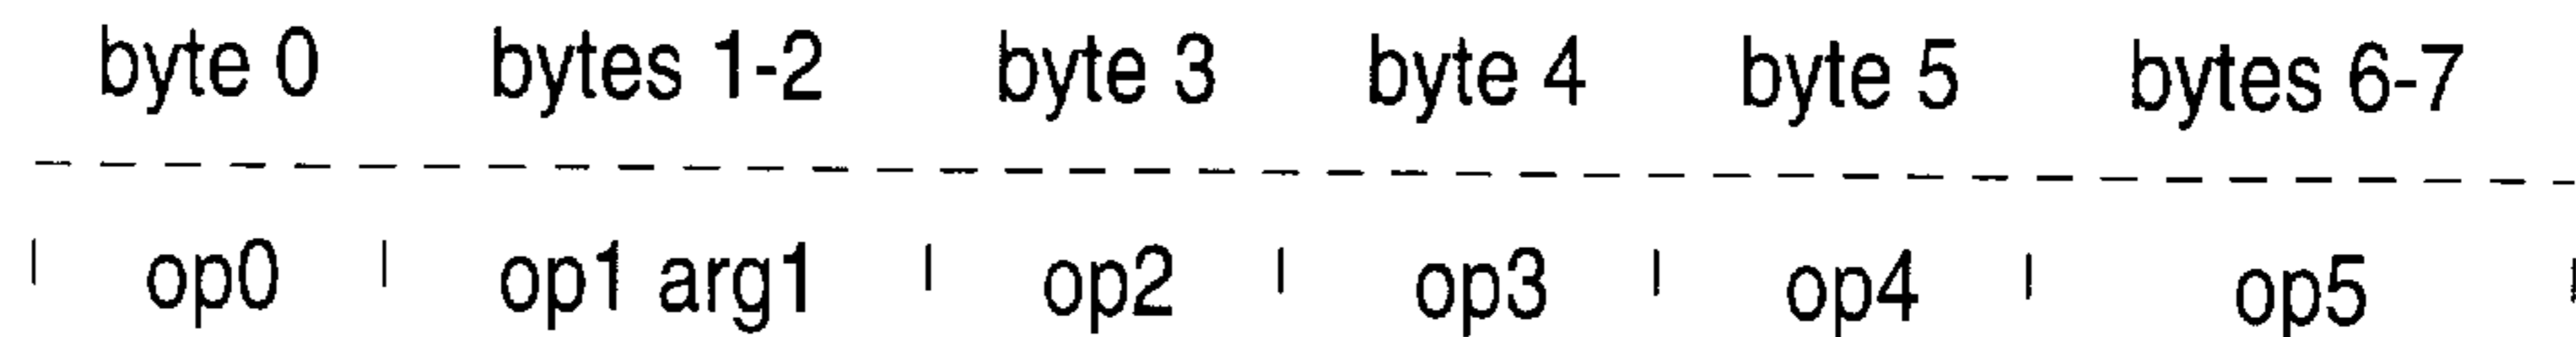 byte 0 bytes 1-2 byte 3 byte 4 byte 5 bytes 6-7
op0 op1 arg1 op2 op3 op4 op5